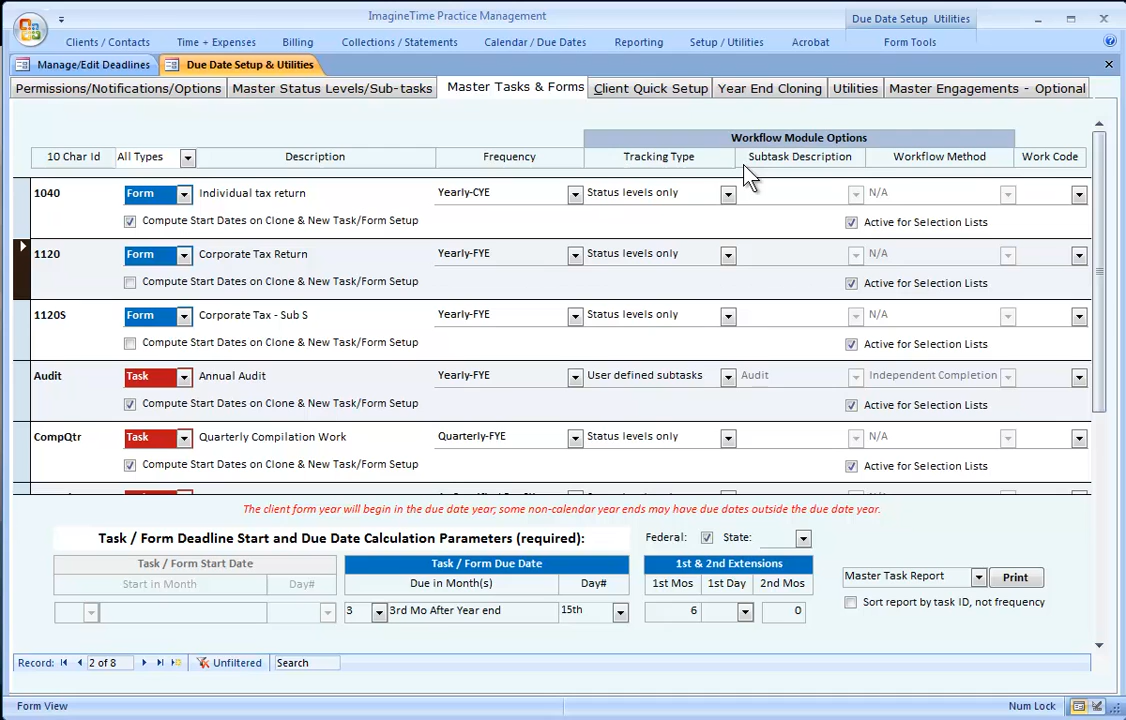 ImagineTime Practice Management
Due Date Setup Utilities
Clients / Contacts Time + Expenses Billing Collections / Statements Calendar / Due Dates Reporting Setup / Utilities Acrobat Form Tools
Manage/Edit Deadlines Due Date Setup & Utilities
Permissions/Notifications/Options Master Status Levels/Sub-tasks Master Tasks & Forms Client Quick Setup Year End Cloning Utilities Master Engagements - Optional
Workflow Module Options
10 Char Id All Types Description Frequency Tracking Type Subtask Description Workflow Method Work Code
1040 Form Individual tax return Yearly-CYE Status levels only N/A
Compute Start Dates on Clone & New Task/Form Setup Active for Selection Lists
1120 Form Corporate Tax Return Yearly-FYE Status levels only N/A
Compute Start Dates on Clone & New Task/Form Setup Active for Selection Lists
1120S Form Corporate Tax - Sub S Yearly-FYE Status levels only N/A
Compute Start Dates on Clone & New Task/Form Setup Active for Selection Lists
Audit Task Annual Audit Yearly-FYE User defined subtasks Audit Independent Completion
Compute Start Dates on Clone & New Task/Form Setup Active for Selection Lists
CompQtr Task Quarterly Compilation Work Quarterly-FYE Status levels only N/A
Compute Start Dates on Clone & New Task/Form Setup Active for Selection Lists
The client form year will begin in the due date year; some non-calendar year ends may have due dates outside the due date year.
Task / Form Deadline Start and Due Date Calculation Parameters (required): Federal: State:
Task / Form Start Date Task / Form Due Date 1st & 2nd Extensions
Start in Month Day# Due in Month(s) Day# 1st Mos 1st Day 2nd Mos
Master Task Report Print
Sort report by task ID, not frequency
3 3rd Mo After Year end 15th 6 0
Record: 2 of 8 Unfiltered Search
Form View Num Lock